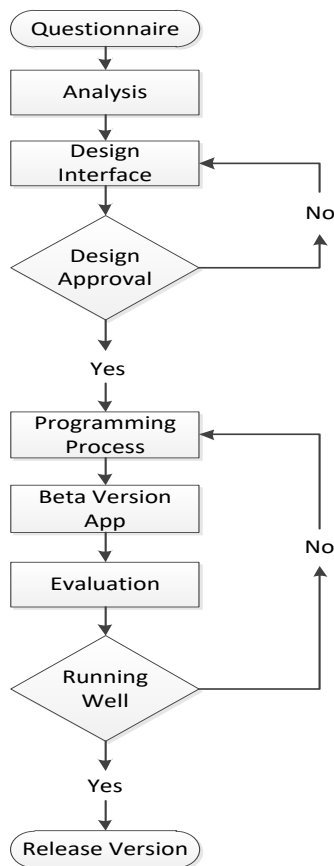 Questionnaire
Analysis
Design
Interface
No
Design
Approval
Yes
Programming
Process
Beta Version
App
No
Evaluation
Running
Well
Yes
Release Version